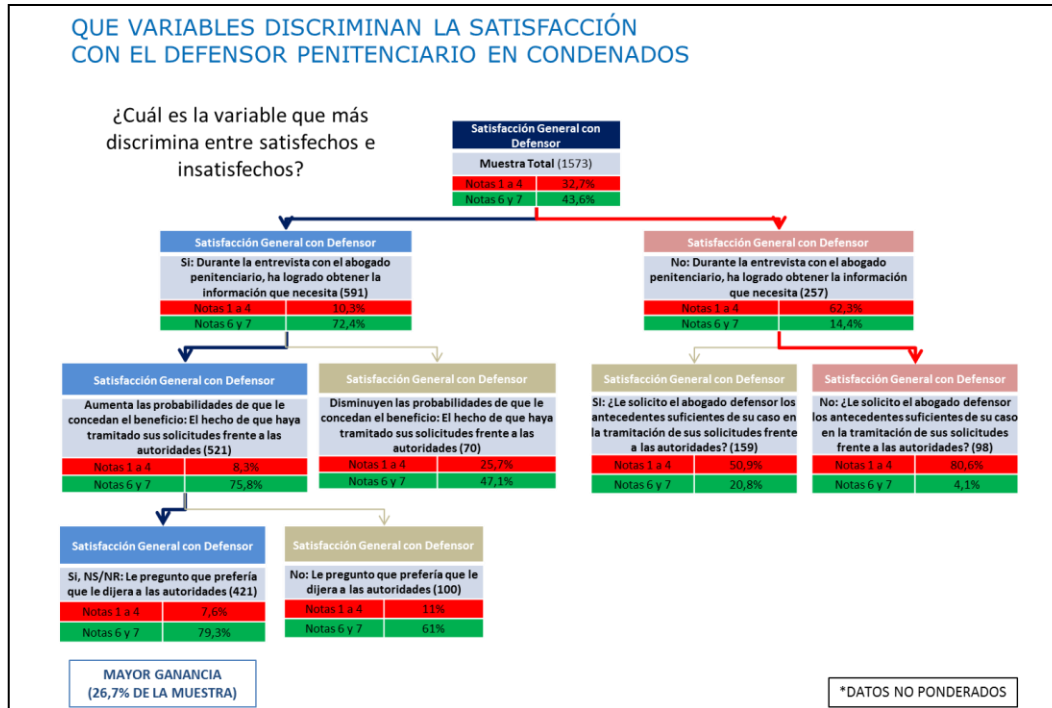 QUE VARIABLES DISCRIMINAN LA SATISFACCIÓN
CON EL DEFENSOR PENITENCIARIO EN CONDENADOS
¿Cuál es la variable que más
discrimina entre satisfechos e
insatisfechos?
Satisfacción General con
Defensor
Muestra Total (1573)
Notas 1 a 4 32,7%
Notas 6 y 7 43,6%
Satisfacción General con Defensor
Si: Durante la entrevista con el abogado
penitenciario, ha logrado obtener la
información que necesita (591)
Notas 1 a 4 10,3%
Notas 6 y 7 72,4%
Satisfacción General con Defensor
No: Durante la entrevista con el abogado
penitenciario, ha logrado obtener la información
que necesita (257)
Notas 1 a 4 62,3%
Notas 6 y 7 14,4%
Satisfacción General con Defensor
Aumenta las probabilidades de que le
concedan el beneficio: El hecho de que haya
tramitado sus solicitudes frente a las
autoridades (521)
Notas 1 a 4 8,3%
Notas 6 y 7 75,8%
Satisfacción General con Defensor
Disminuyen las probabilidades de que le
concedan el beneficio: El hecho de que haya
tramitado sus solicitudes frente a las
autoridades (70)
Notas 1 a 4 25,7%
Notas 6 y 7 47,1%
Satisfacción General con Defensor
SI: ¿Le solicito el abogado defensor los
antecedentes suficientes de su caso en
la tramitación de sus solicitudes frente
a las autoridades? (159)
Notas 1 a 4 50,9%
Notas 6 y 7 20,8%
Satisfacción General con Defensor
No: ¿Le solicito el abogado defensor
los antecedentes suficientes de su caso
en la tramitación de sus solicitudes
frente a las autoridades? (98)
Notas 1 a 4 80,6%
Notas 6 y 7 4,1%
Satisfacción General con Defensor
Si, NS/NR: Le pregunto que prefería
que le dijera a las autoridades (421)
Notas 1 a 4 7,6%
Notas 6 y 7 79,3%
Satisfacción General con Defensor
No: Le pregunto que prefería que le
dijera a las autoridades (100)
Notas 1 a 4 11%
Notas 6 y 7 61%
MAYOR GANANCIA
(26,7% DE LA MUESTRA)
*DATOS NO PONDERADOS